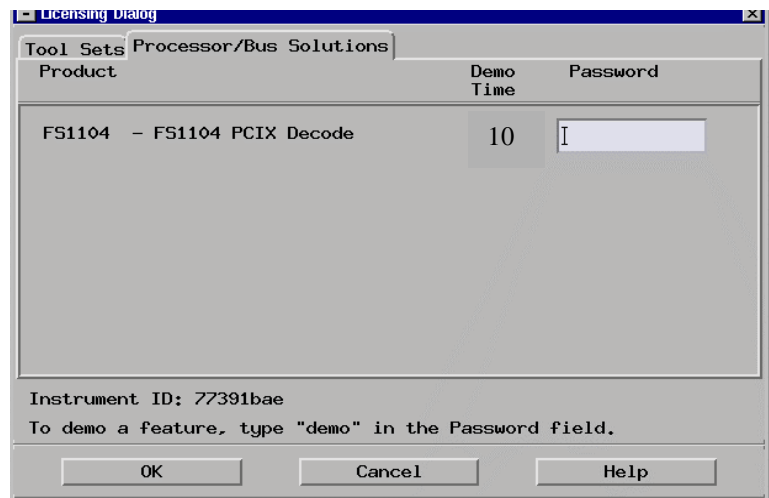 Licensing Dialog
Tool Sets Processor/Bus Solutions
Product Demo Time Password
FS1104 - FS1104 PCIX Decode 10
Instrument ID: 77391bae
To demo a feature, type "demo" in the Password field.
OK Cancel Help